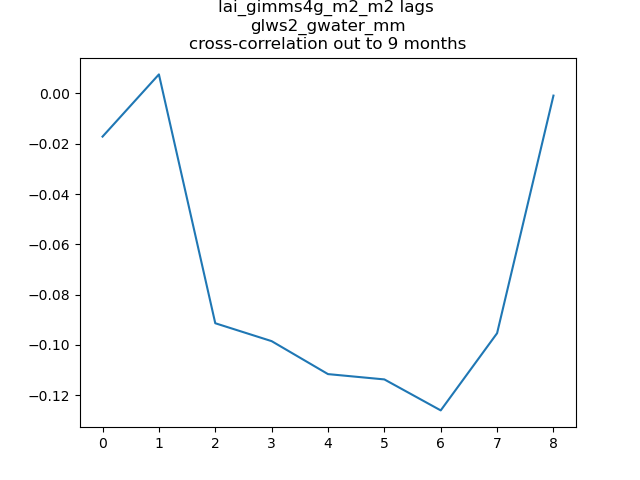 lai_gimms4g_m2_m2 lags
glws2_gwater_mm
cross-correlation out to 9 months
0.00
−0.02
−0.04
−0.06
−0.08
−0.10
−0.12
0 1 2 3 4 5 6 7 8